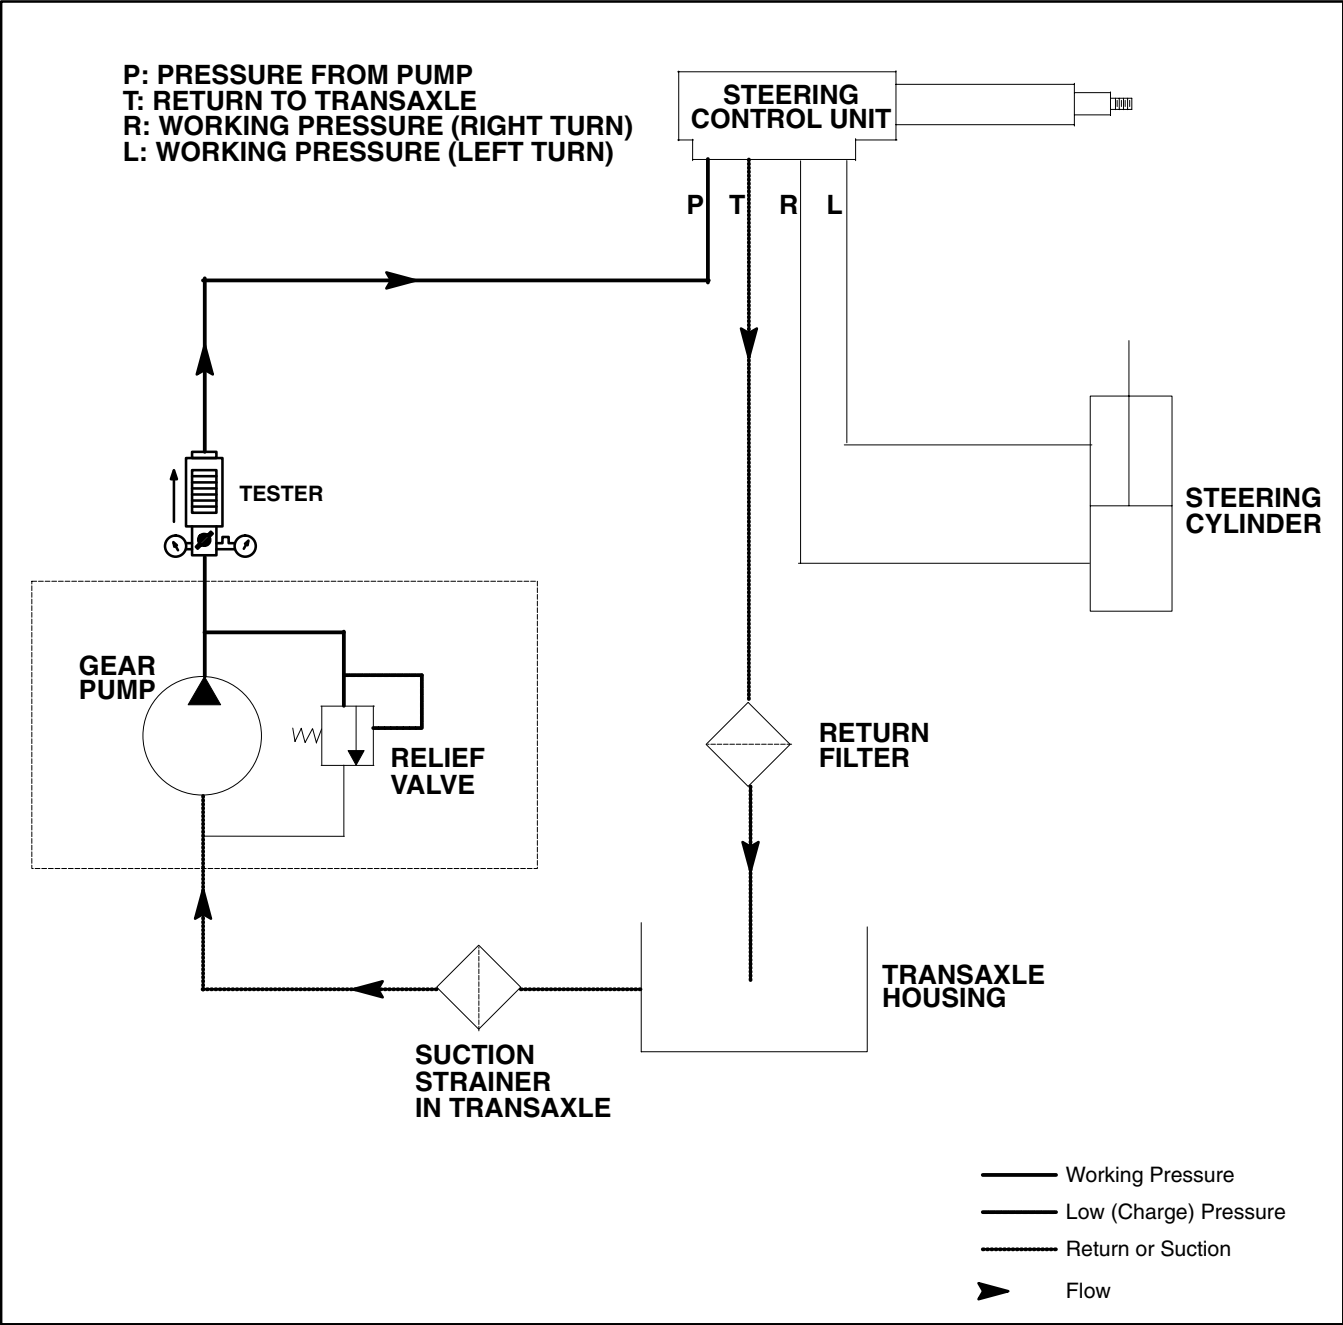 P: PRESSURE FROM PUMP
T: RETURN TO TRANSAXLE
R: WORKING PRESSURE (RIGHT TURN)
L: WORKING PRESSURE (LEFT TURN)
STEERING
CONTROL UNIT
P T R L
TESTER
STEERING
CYLINDER
GEAR
PUMP
RELIEF
VALVE
RETURN
FILTER
TRANSAXLE
HOUSING
SUCTION
STRAINER
IN TRANSAXLE
Working Pressure
Low (Charge) Pressure
Return or Suction
Flow